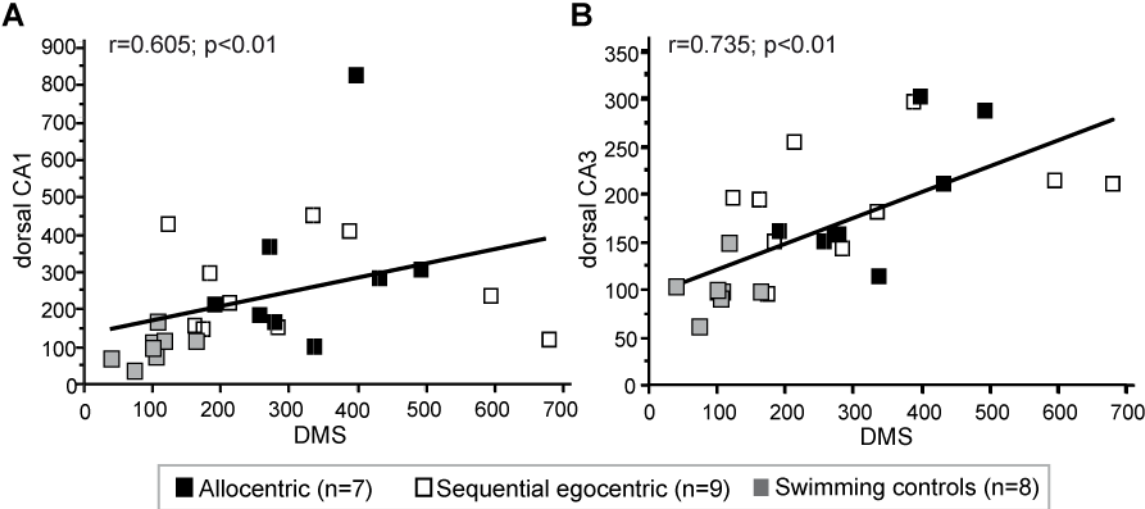 A
r=0.605; p<0.01
900
800
700
600
500
400
300
200
100
0
dorsal CA1
0 100 200 300 400 500 600 700
DMS
B
r=0.735; p<0.01
350
300
250
200
150
100
50
0
dorsal CA3
0 100 200 300 400 500 600 700
DMS
Allocentric (n=7) Sequential egocentric (n=9) Swimming controls (n=8)